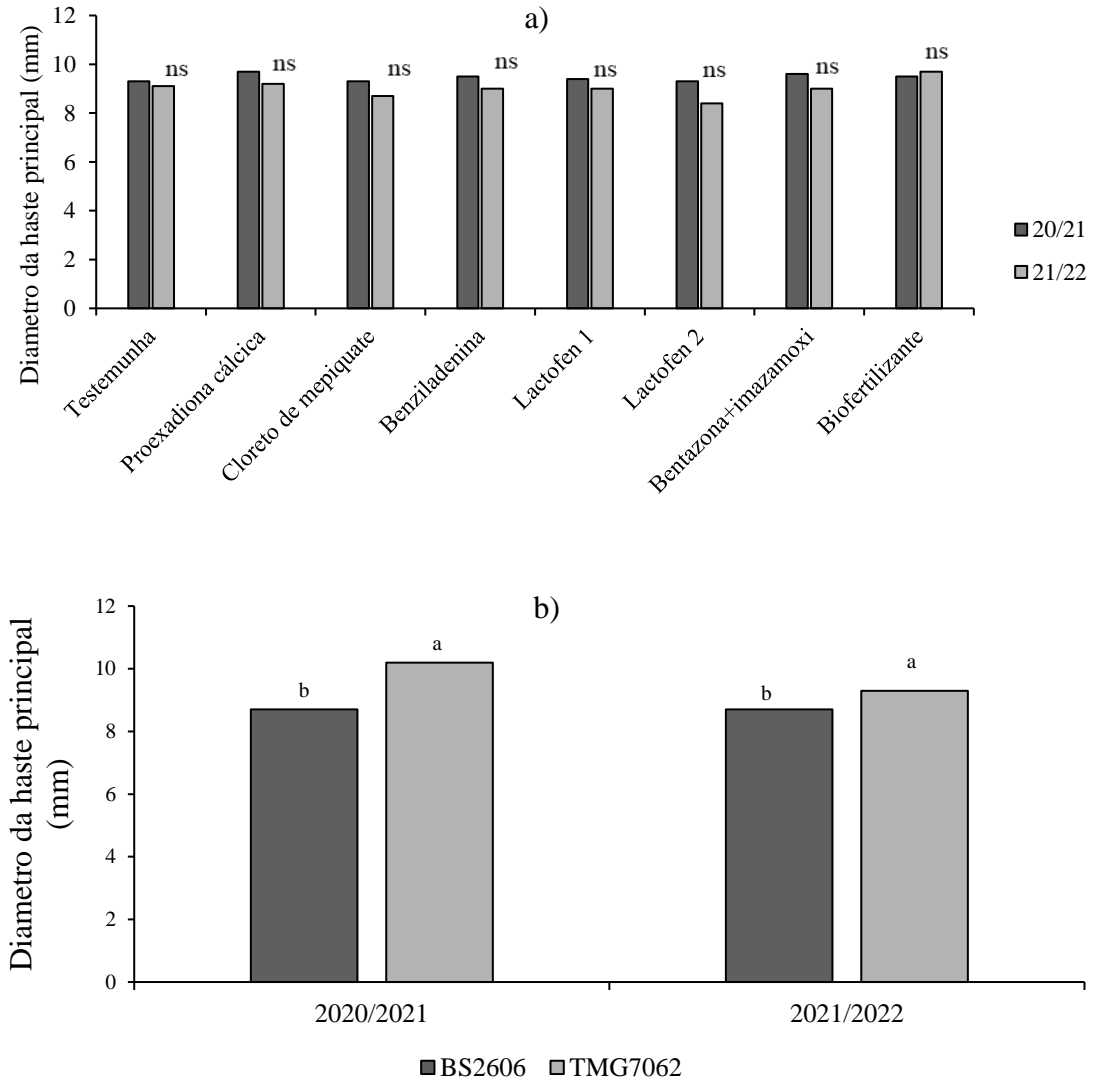 a)
Diametro da haste principal (mm)
12
10
8
6
4
2
0
ns
ns
ns
ns
ns
ns
ns
ns
20/21
21/22
Testemunha
Proexadiona cálcica
Cloreto de mepiquate
Benziladenina
Lactofen 1
Lactofen 2
Bentazona+imazamoxi
Biofertilizante
b)
Diametro da haste principal
(mm)
12
10
8
6
4
2
0
b
a
b
a
2020/2021
2021/2022
BS2606
TMG7062